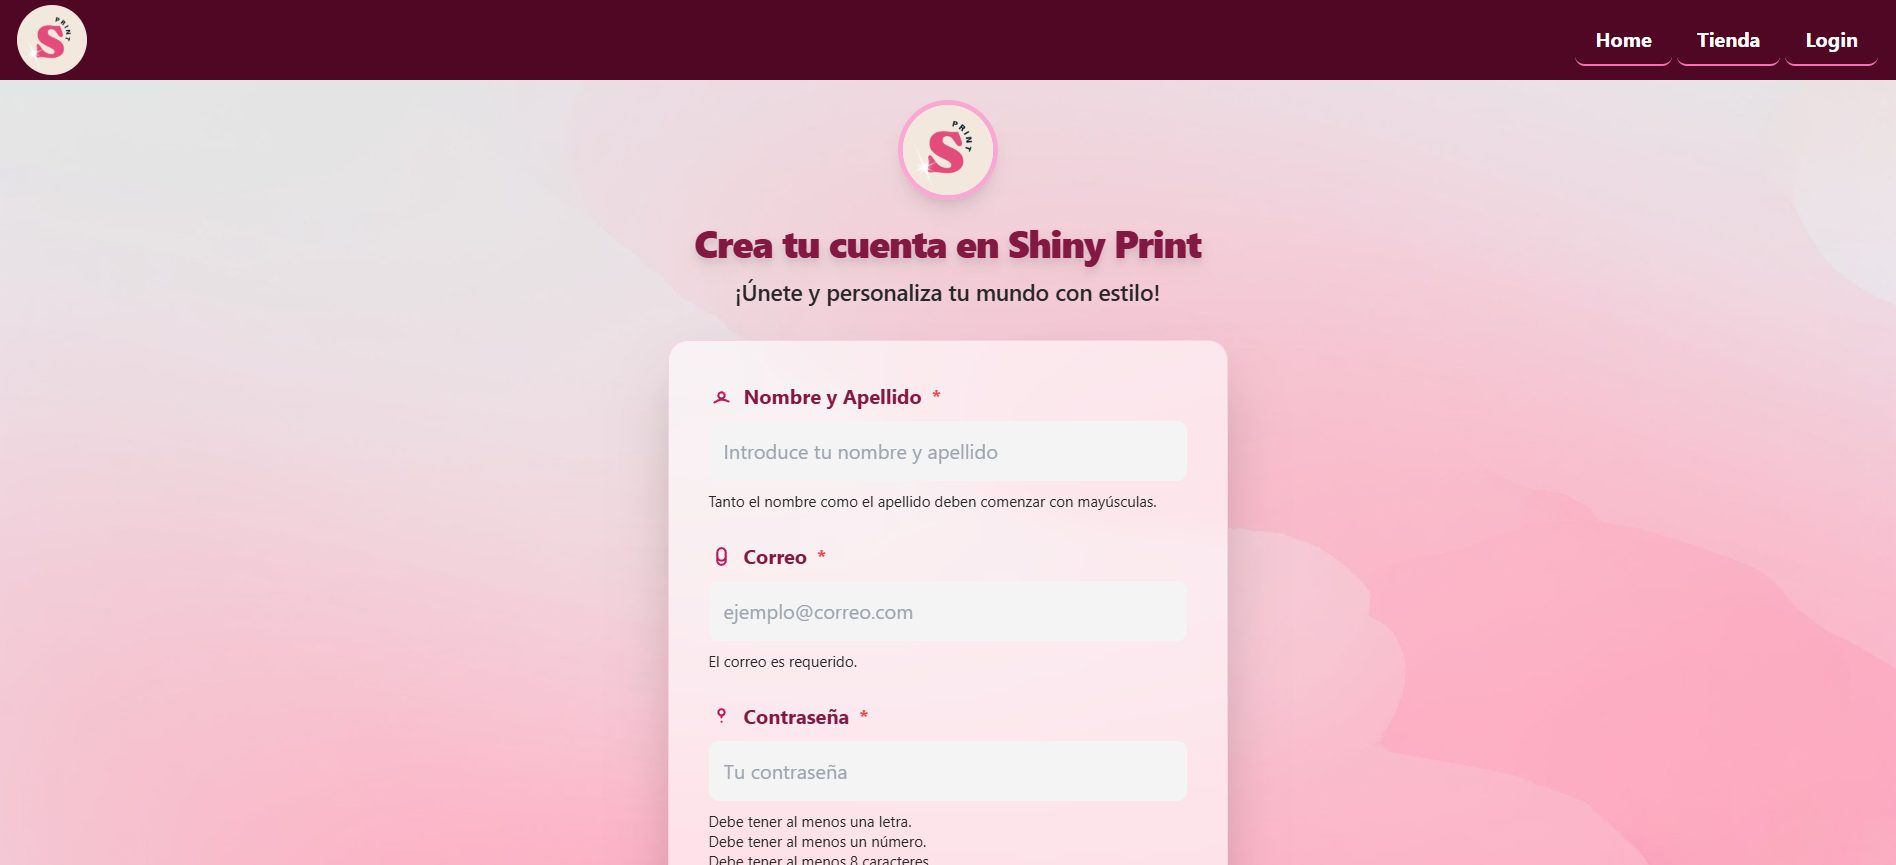 S PRINT
Home
Tienda
Login
S PRINT
Crea tu cuenta en Shiny Print
¡Únete y personaliza tu mundo con estilo!
Nombre y Apellido *
Introduce tu nombre y apellido
Tanto el nombre como el apellido deben comenzar con mayúsculas.
Correo *
ejemplo@correo.com
El correo es requerido.
Contraseña *
Tu contraseña
Debe tener al menos una letra.
Debe tener al menos un número.
Debe tener al menos 8 caracteres